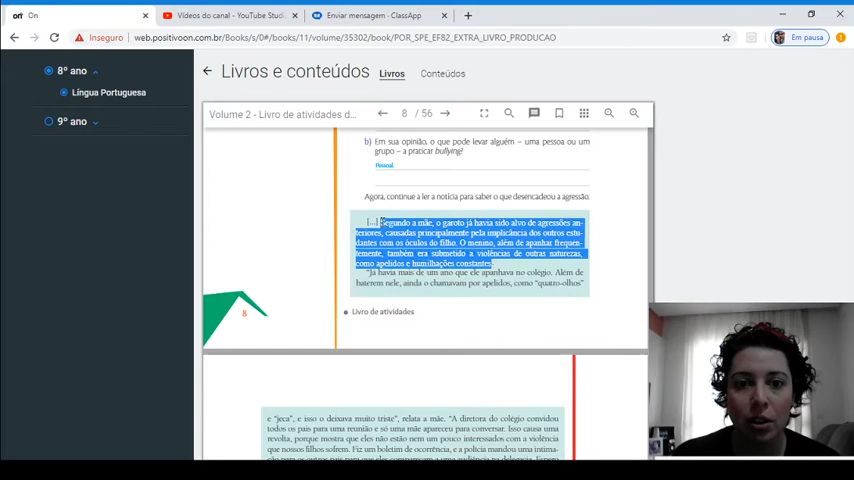 On
Vídeos do canal - YouTube Studi
Enviar mensagem - ClassApp
Inseguro
web.positivoon.com.br/Books/s/0#/books/11/volume/35302/book/POR_SPE_EF82_EXTRA_LIVRO_PRODUCAO
Em pausa
8º ano
Língua Portuguesa
9º ano
Livros e conteúdos
Livros
Conteúdos
Volume 2 - Livro de atividades d...
8 / 56
b) Em sua opinião, o que pode levar alguém – uma pessoa ou um
grupo – a praticar bullying?
Pessoal.
Agora, continue a ler a notícia para saber o que desencadeou a agressão.
[...] Segundo a mãe, o garoto já havia sido alvo de agressões an-
teriores, causadas principalmente pela implicância dos outros estu-
dantes com os óculos do filho. O menino, além de apanhar frequen-
temente, também era submetido a violências de outras naturezas,
como apelidos e humilhações constantes.
"Já havia mais de um ano que ele apanhava no colégio. Além de
baterem nele, ainda o chamavam por apelidos, como "quatro-olhos"
8
Livro de atividades
e "jeca", e isso o deixava muito triste", relata a mãe. "A diretora do colégio convidou
todos os pais para uma reunião e só uma mãe apareceu para conversar. Isso causa uma
revolta, porque mostra que eles não estão nem um pouco interessados com a violência
que nossos filhos sofrem. Fiz um boletim de ocorrência, e a polícia mandou uma intima-